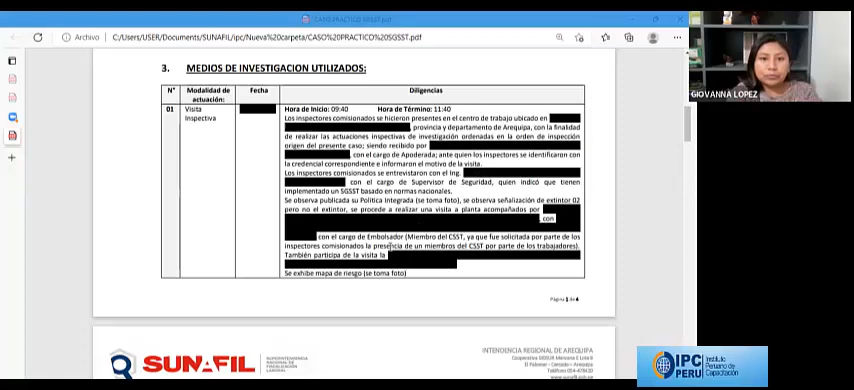 CASO PRACTICO SGSST.pdf
Archivo | C:/Users/USER/Documents/SUNAFIL/ipc/Nueva%20carpeta/CASO%20PRACTICO%20SGSST.pdf
GIOVANNA LOPEZ
3. MEDIOS DE INVESTIGACION UTILIZADOS:
N° Modalidad de actuación: Fecha Diligencias
01 Visita Inspectiva
Hora de Inicio: 09:40 Hora de Término: 11:40
Los inspectores comisionados se hicieron presentes en el centro de trabajo ubicado en
, provincia y departamento de Arequipa, con la finalidad
de realizar las actuaciones inspectivas de investigación ordenadas en la orden de inspección
origen del presente caso; siendo recibido por
, con el cargo de Apoderada; ante quien los inspectores se identificaron con
la credencial correspondiente e informaron el motivo de la visita.
Los inspectores se entrevistaron con el Ing.
con el cargo de Supervisor de Seguridad, quien indicó que tienen
implementado un SGSST basado en normas nacionales.
Se observa publicada su Política Integrada (se toma foto), se observa señalización de extintor 02
pero no el extintor, se procede a realizar una visita a planta acompañados por
con
con el cargo de Embolsador (Miembro del CSST, ya que fue solicitada por parte de los
inspectores comisionados la presencia de un miembros del CSST por parte de los trabajadores).
También participa de la visita la
Se exhibe mapa de riesgo (se toma foto)
Página 1 de 4
SUNAFIL
SUPERINTENDENCIA
NACIONAL DE
FISCALIZACIÓN
LABORAL
INTENDENCIA REGIONAL DE AREQUIPA
IPC
PERÚ
Instituto
Peruano de
Capacitación